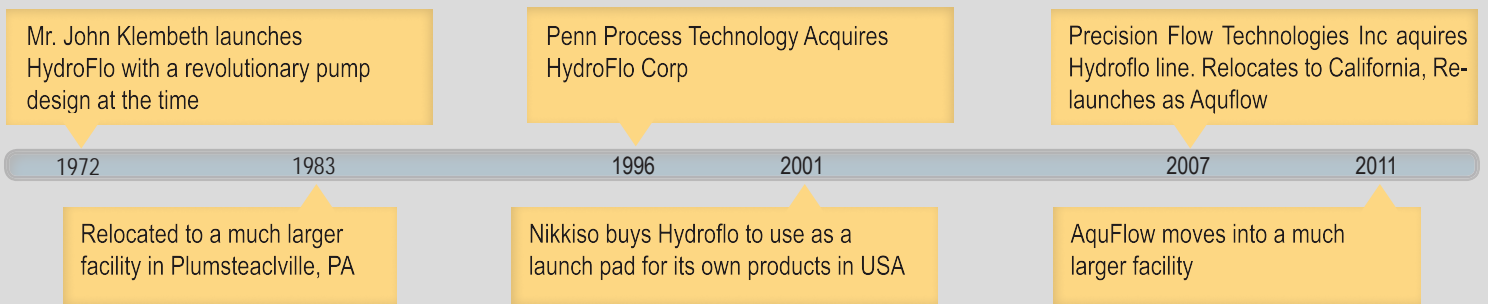 Mr. John Klembeth launches
HydroFlo with a revolutionary pump
design at the time
Penn Process Technology Acquires
HydroFlo Corp
Precision Flow Technologies Inc aquires
Hydroflo line. Relocates to California, Re-
launches as Aquflow
1972
1983
1996
2001
2007
2011
Relocated to a much larger
facility in Plumsteaclville, PA
Nikkiso buys Hydroflo to use as a
launch pad for its own products in USA
AquFlow moves into a much
larger facility